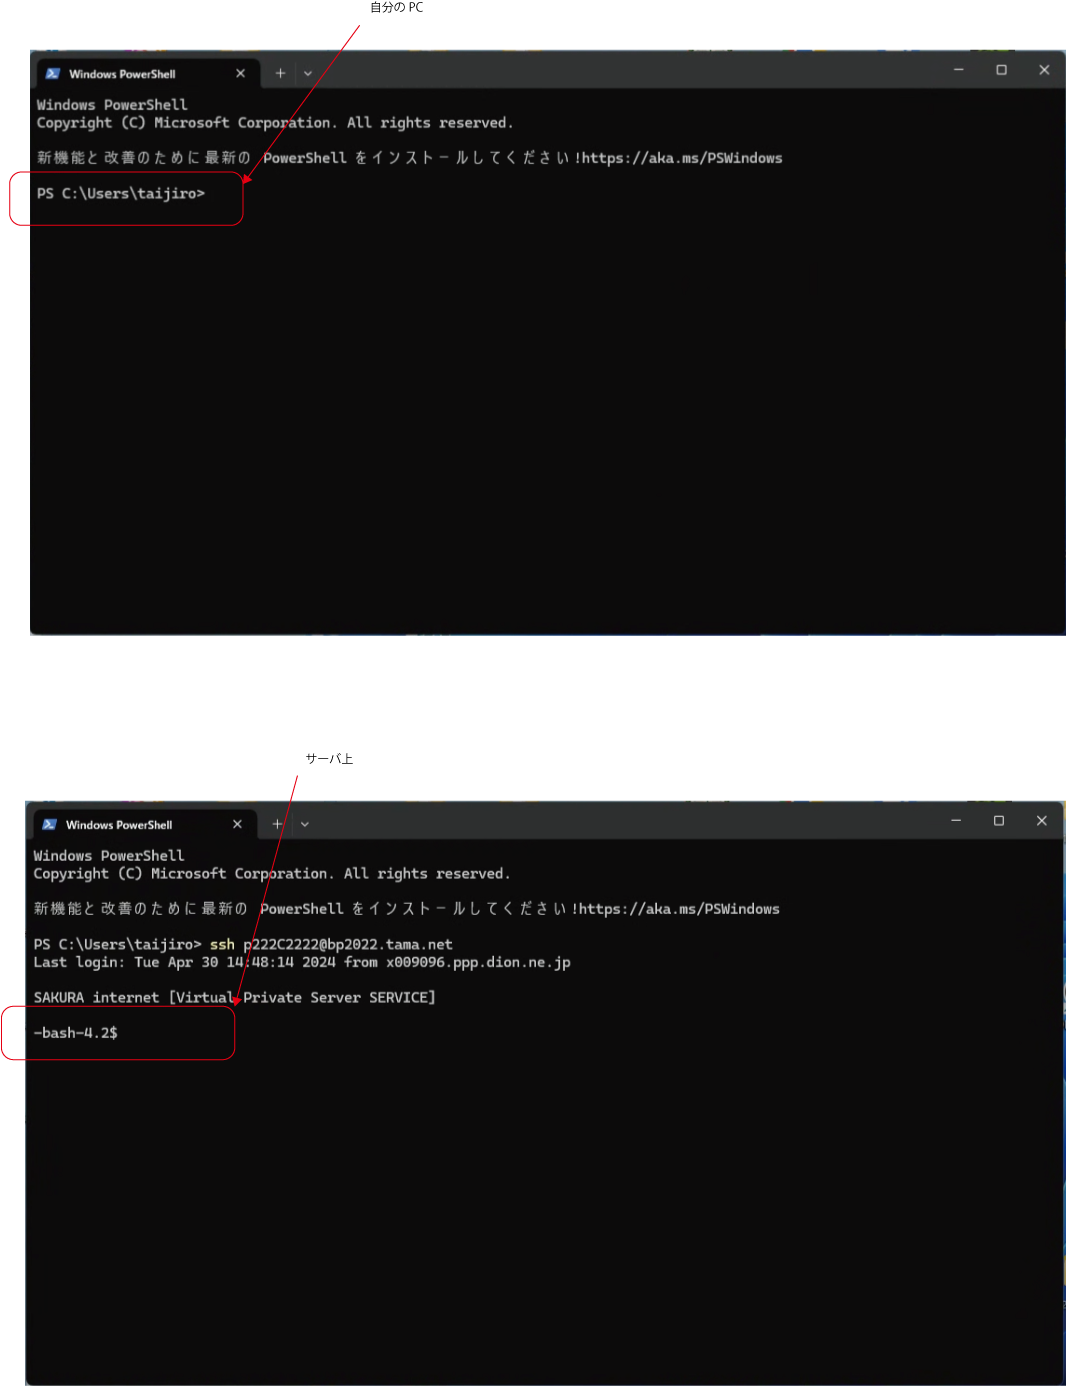 自分の PC
Windows PowerShell
Windows PowerShell
Copyright (C) Microsoft Corporation. All rights reserved.
新機能と改善のために最新の PowerShell をインストールしてください!https://aka.ms/PSWindows
PS C:\Users\taijiro>
サーバ上
Windows PowerShell
Windows PowerShell
Copyright (C) Microsoft Corporation. All rights reserved.
新機能と改善のために最新の PowerShell をインストールしてください!https://aka.ms/PSWindows
PS C:\Users\taijiro> ssh p222C2222@bp2022.tama.net
Last login: Tue Apr 30 14:48:14 2024 from x009096.ppp.dion.ne.jp
SAKURA internet [Virtual Private Server SERVICE]
-bash-4.2$